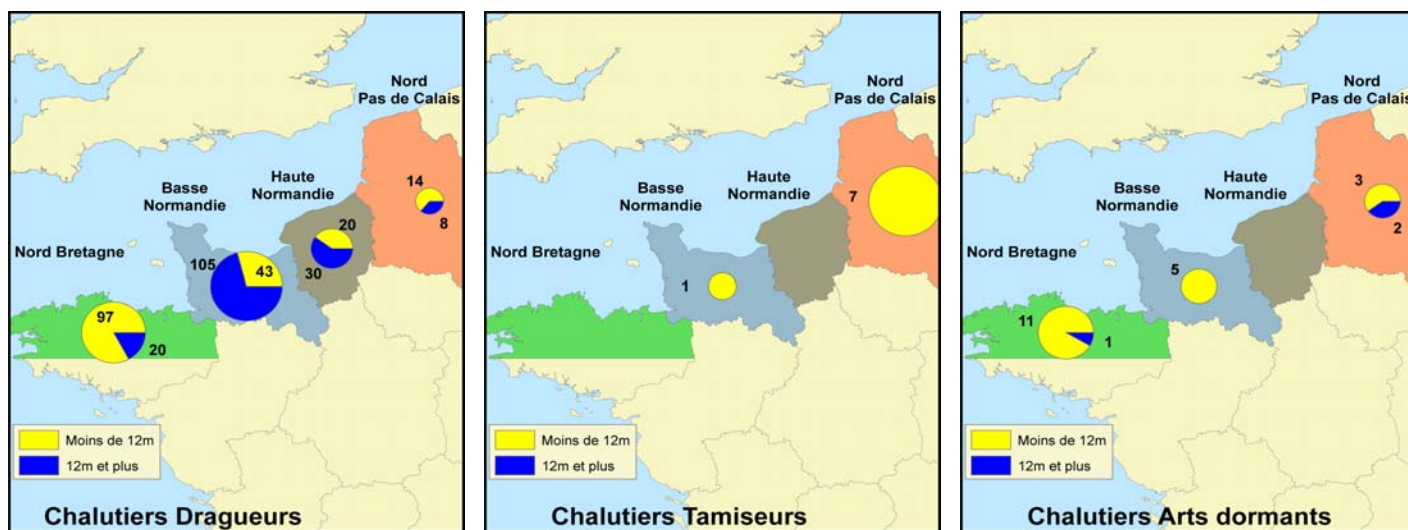 Nord
Pas de Calais
14
8
Haute
Normandie
20
30
Basse
Normandie
105
43
Nord Bretagne
97
20
Moins de 12m
12m et plus
Chalutiers Dragueurs
Nord
Pas de Calais
7
Haute
Normandie
Basse
Normandie
1
Nord Bretagne
Moins de 12m
12m et plus
Chalutiers Tamiseurs
Nord
Pas de Calais
3
2
Haute
Normandie
Basse
Normandie
5
Nord Bretagne
11
1
Moins de 12m
12m et plus
Chalutiers Arts dormants